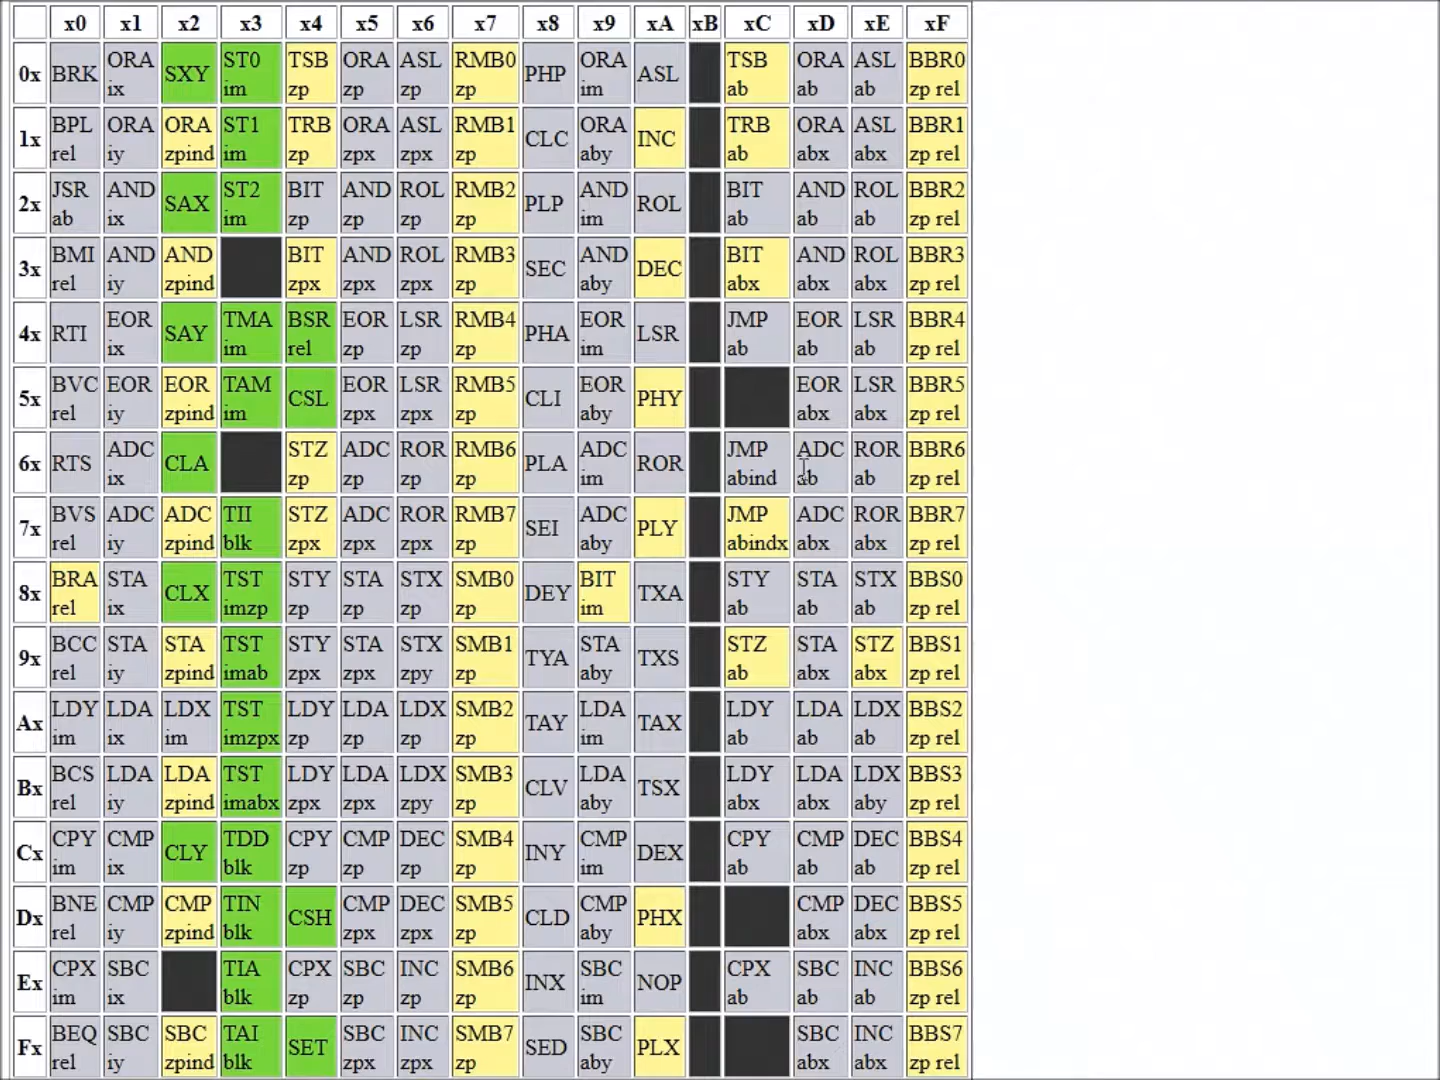 x0 x1 x2 x3 x4 x5 x6 x7 x8 x9 xA xB xC xD xE xF
0x BRK ORA ix SXY ST0 im TSB zp ORA zp ASL zp RMB0 zp PHP ORA im ASL TSB ab ORA ab ASL ab BBR0 zp rel
1x BPL rel ORA iy ORA zpind ST1 im TRB zp ORA zpx ASL zpx RMB1 zp CLC ORA aby INC TRB ab ORA abx ASL abx BBR1 zp rel
2x JSR ab AND ix SAX ST2 im BIT zp AND zp ROL zp RMB2 zp PLP AND im ROL BIT ab AND ab ROL ab BBR2 zp rel
3x BMI rel AND iy AND zpind BIT zpx AND zpx ROL zpx RMB3 zp SEC AND aby DEC BIT abx AND abx ROL abx BBR3 zp rel
4x RTI EOR ix SAY TMA im BSR rel EOR zp LSR zp RMB4 zp PHA EOR im LSR JMP ab EOR ab LSR ab BBR4 zp rel
5x BVC rel EOR iy EOR zpind TAM im CSL EOR zpx LSR zpx RMB5 zp CLI EOR aby PHY EOR abx LSR abx BBR5 zp rel
6x RTS ADC ix CLA STZ zp ADC zp ROR zp RMB6 zp PLA ADC im ROR JMP abind ADC ab ROR ab BBR6 zp rel
7x BVS rel ADC iy ADC zpind TII blk STZ zpx ADC zpx ROR zpx RMB7 zp SEI ADC aby PLY JMP abindx ADC abx ROR abx BBR7 zp rel
8x BRA rel STA ix CLX TST imzp STY zp STA zp STX zp SMB0 zp DEY BIT im TXA STY ab STA ab STX ab BBS0 zp rel
9x BCC rel STA iy STA zpind TST imab STY zpx STA zpx STX zpy SMB1 zp TYA STA aby TXS STZ ab STA abx STZ abx BBS1 zp rel
Ax LDY im LDA ix LDX im TST imzpx LDY zp LDA zp LDX zp SMB2 zp TAY LDA im TAX LDY ab LDA ab LDX ab BBS2 zp rel
Bx BCS rel LDA iy LDA zpind TST imabx LDY zpx LDA zpx LDX zpy SMB3 zp CLV LDA aby TSX LDY abx LDA abx LDX aby BBS3 zp rel
Cx CPY im CMP ix CLY TDD blk CPY zp CMP zp DEC zp SMB4 zp INY CMP im DEX CPY ab CMP ab DEC ab BBS4 zp rel
Dx BNE rel CMP iy CMP zpind TIN blk CSH CMP zpx DEC zpx SMB5 zp CLD CMP aby PHX CMP abx DEC abx BBS5 zp rel
Ex CPX im SBC ix TIA blk CPX zp SBC zp INC zp SMB6 zp INX SBC im NOP CPX ab SBC ab INC ab BBS6 zp rel
Fx BEQ rel SBC iy SBC zpind TAI blk SET SBC zpx INC zpx SMB7 zp SED SBC aby PLX SBC abx INC abx BBS7 zp rel